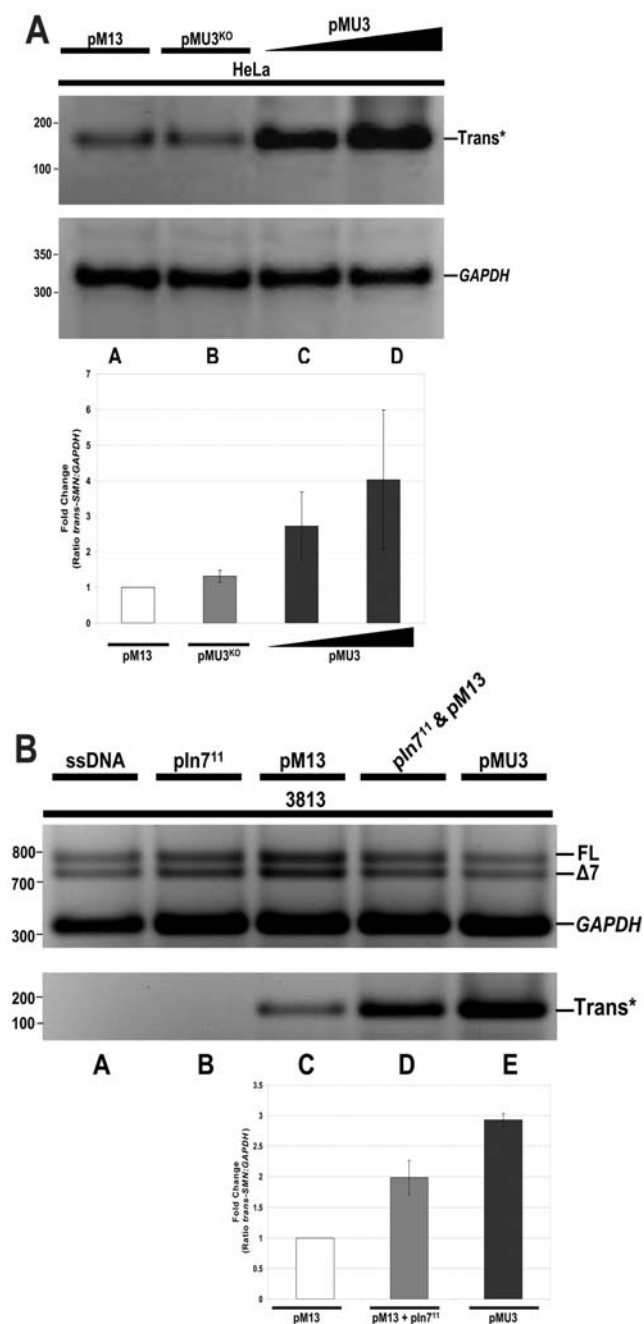 A
pM13 pMU3KO pMU3
HeLa
200
100
Trans*
350
300
GAPDH
A B C D
7
6
5
4
3
2
1
0
Fold Change
(Ratio trans-SMN:GAPDH)
pM13 pMU3KO pMU3
B
ssDNA pIn7¹¹ pM13 pIn7¹¹ & pM13 pMU3
3813
800
700
300
FL
Δ7
GAPDH
200
100
Trans*
A B C D E
3.5
3
2.5
2
1.5
1
0.5
0
Fold Change
(Ratio trans-SMN:GAPDH)
pM13 pM13 + pIn7¹¹ pMU3